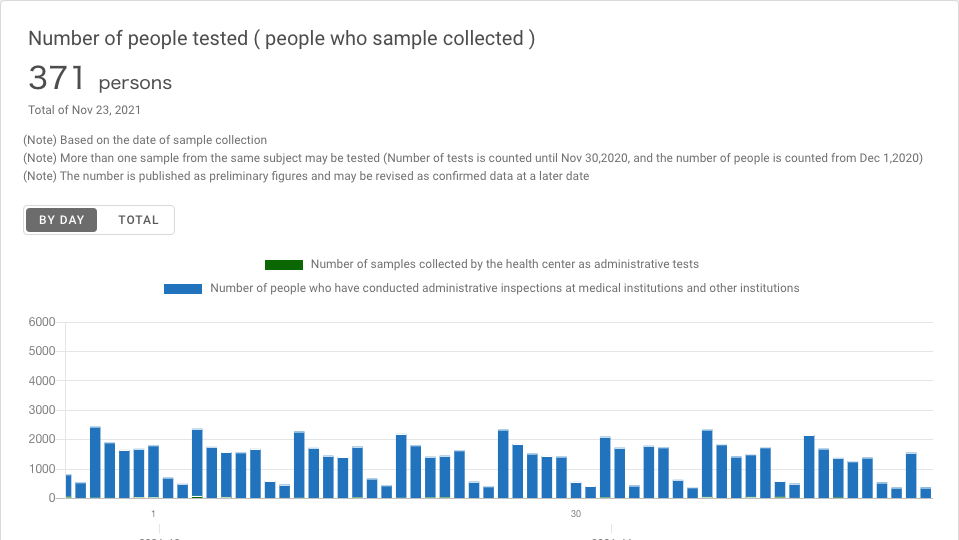 Number of people tested ( people who sample collected )
371 persons
Total of Nov 23, 2021
(Note) Based on the date of sample collection
(Note) More than one sample from the same subject may be tested (Number of tests is counted until Nov 30,2020, and the number of people is counted from Dec 1,2020)
(Note) The number is published as preliminary figures and may be revised as confirmed data at a later date
BY DAY TOTAL
Number of samples collected by the health center as administrative tests
Number of people who have conducted administrative inspections at medical institutions and other institutions
6000
5000
4000
3000
2000
1000
0
1 30